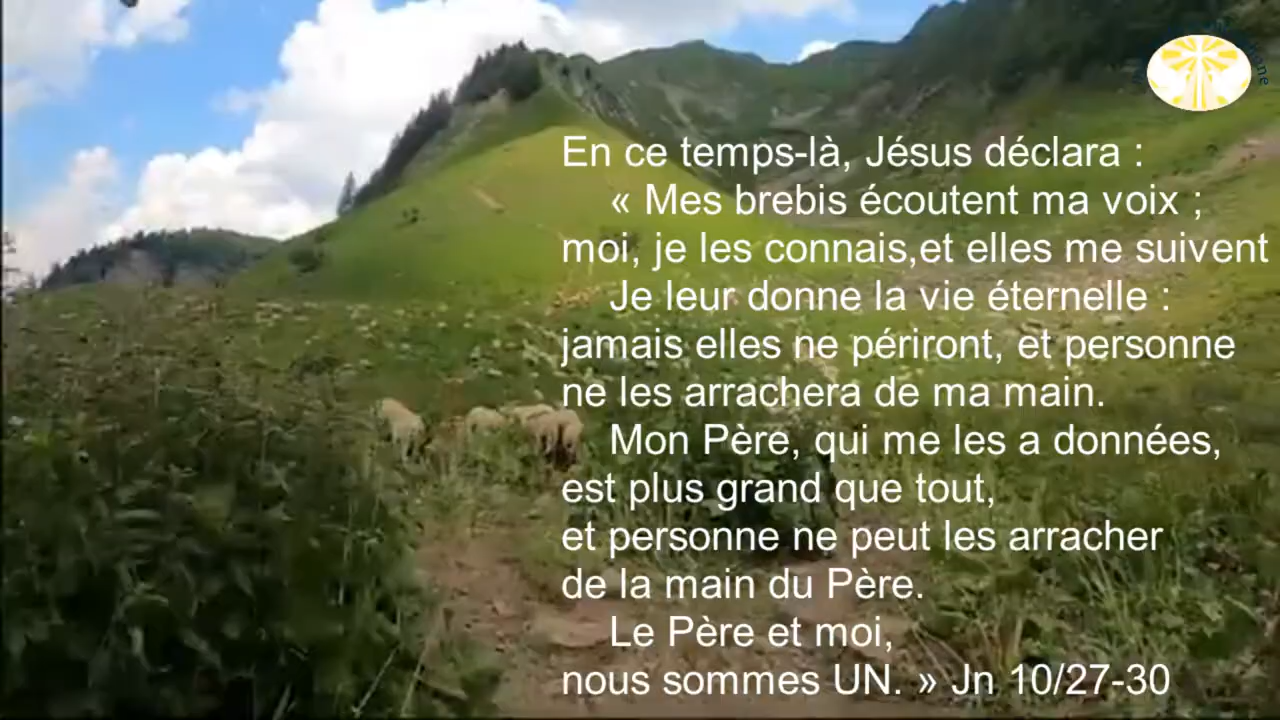 En ce temps-là, Jésus déclara :
« Mes brebis écoutent ma voix ;
moi, je les connais,et elles me suivent
Je leur donne la vie éternelle :
jamais elles ne périront, et personne
ne les arrachera de ma main.
Mon Père, qui me les a données,
est plus grand que tout,
et personne ne peut les arracher
de la main du Père.
Le Père et moi,
nous sommes UN. » Jn 10/27-30